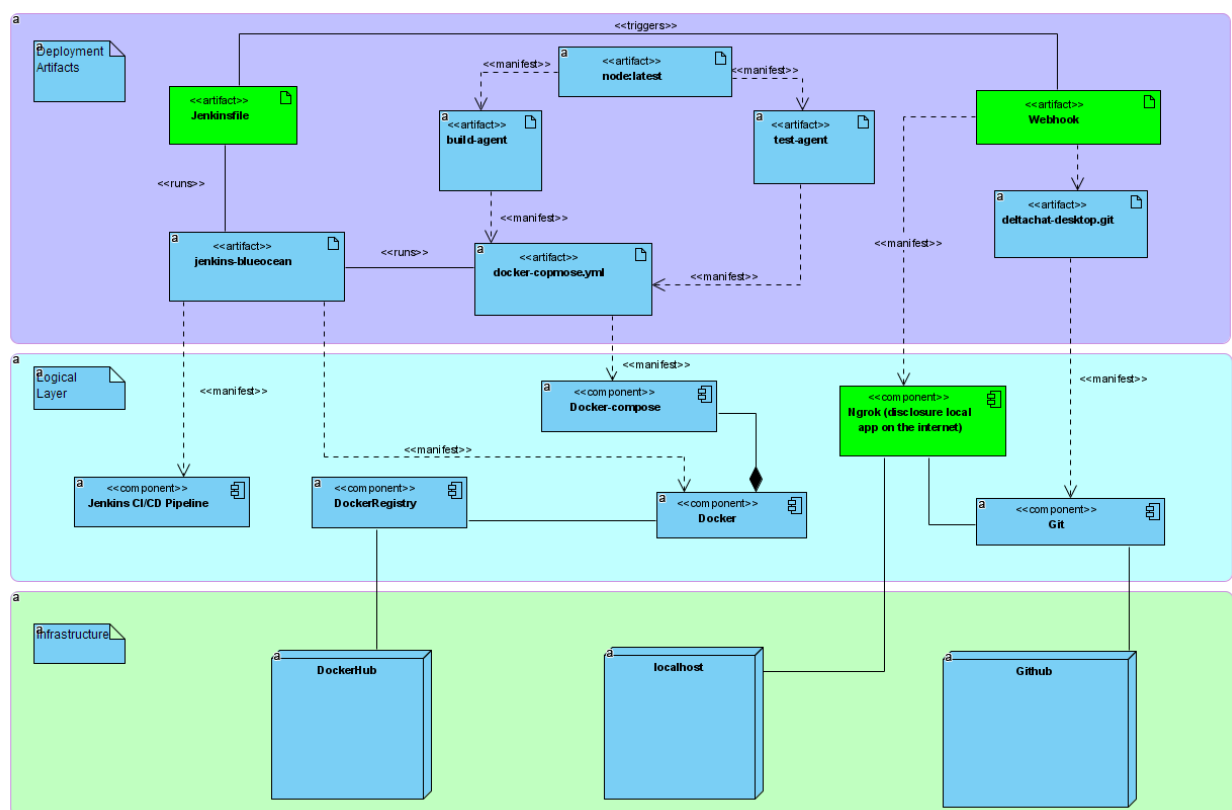 a
<<triggers>>
a
Deployment
Artifacts
a
<<artifact>>
node:latest
<<manifest>>
<<manifest>>
<<artifact>>
Jenkinsfile
a
<<artifact>>
build-agent
a
<<artifact>>
test-agent
<<artifact>>
Webhook
<<runs>>
<<manifest>>
a
<<artifact>>
deltachat-desktop.git
a
<<artifact>>
jenkins-blueocean
<<runs>>
a
<<artifact>>
docker-copmose.yml
<<manifest>>
<<manifest>>
a
a
Logical
Layer
<<manifest>>
<<manifest>>
<<manifest>>
a
<<component>>
Docker-compose
<<component>>
Ngrok (disclosure local
app on the internet)
<<manifest>>
a
<<component>>
Jenkins CI/CD Pipeline
a
<<component>>
DockerRegistry
a
<<component>>
Docker
a
<<component>>
Git
a
a
Infrastructure
a
DockerHub
a
localhost
a
Github